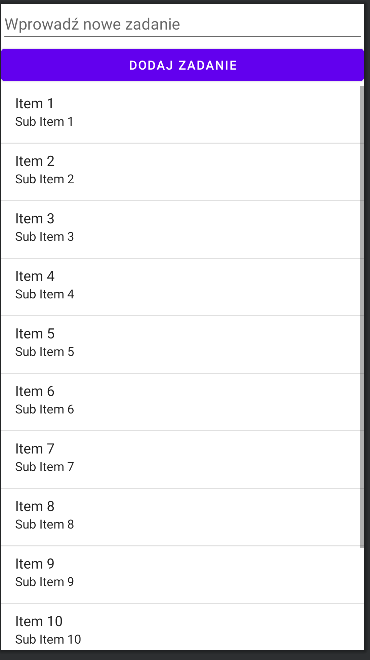 Wprowadź nowe zadanie
DODAJ ZADANIE
Item 1
Sub Item 1
Item 2
Sub Item 2
Item 3
Sub Item 3
Item 4
Sub Item 4
Item 5
Sub Item 5
Item 6
Sub Item 6
Item 7
Sub Item 7
Item 8
Sub Item 8
Item 9
Sub Item 9
Item 10
Sub Item 10